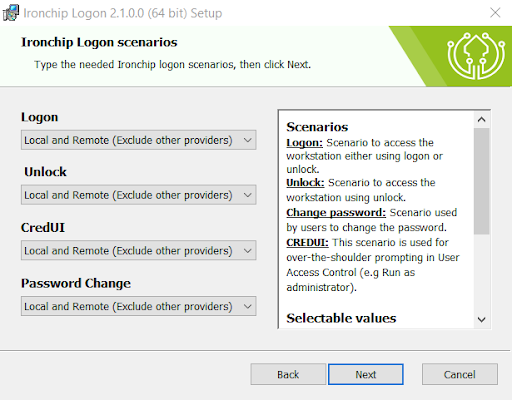 Ironchip Logon 2.1.0.0 (64 bit) Setup
Ironchip Logon scenarios
Type the needed Ironchip logon scenarios, then click Next.
Logon
Local and Remote (Exclude other providers)
Unlock
Local and Remote (Exclude other providers)
CredUI
Local and Remote (Exclude other providers)
Password Change
Local and Remote (Exclude other providers)
Scenarios
Logon: Scenario to access the
workstation either using logon or
unlock.
Unlock: Scenario to access the
workstation using unlock.
Change password: Scenario used
by users to change the password.
CREDUI: This scenario is used for
over-the-shoulder prompting in User
Access Control (e.g Run as
administrator).
Selectable values
Back
Next
Cancel